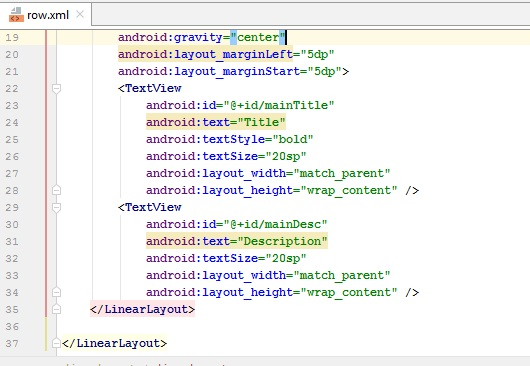 row.xml
19 android:gravity="center"
20 android:layout_marginLeft="5dp"
21 android:layout_marginStart="5dp">
22 <TextView
23 android:id="@+id/mainTitle"
24 android:text="Title"
25 android:textStyle="bold"
26 android:textSize="20sp"
27 android:layout_width="match_parent"
28 android:layout_height="wrap_content" />
29 <TextView
30 android:id="@+id/mainDesc"
31 android:text="Description"
32 android:textSize="20sp"
33 android:layout_width="match_parent"
34 android:layout_height="wrap_content" />
35 </LinearLayout>
36
37 </LinearLayout>